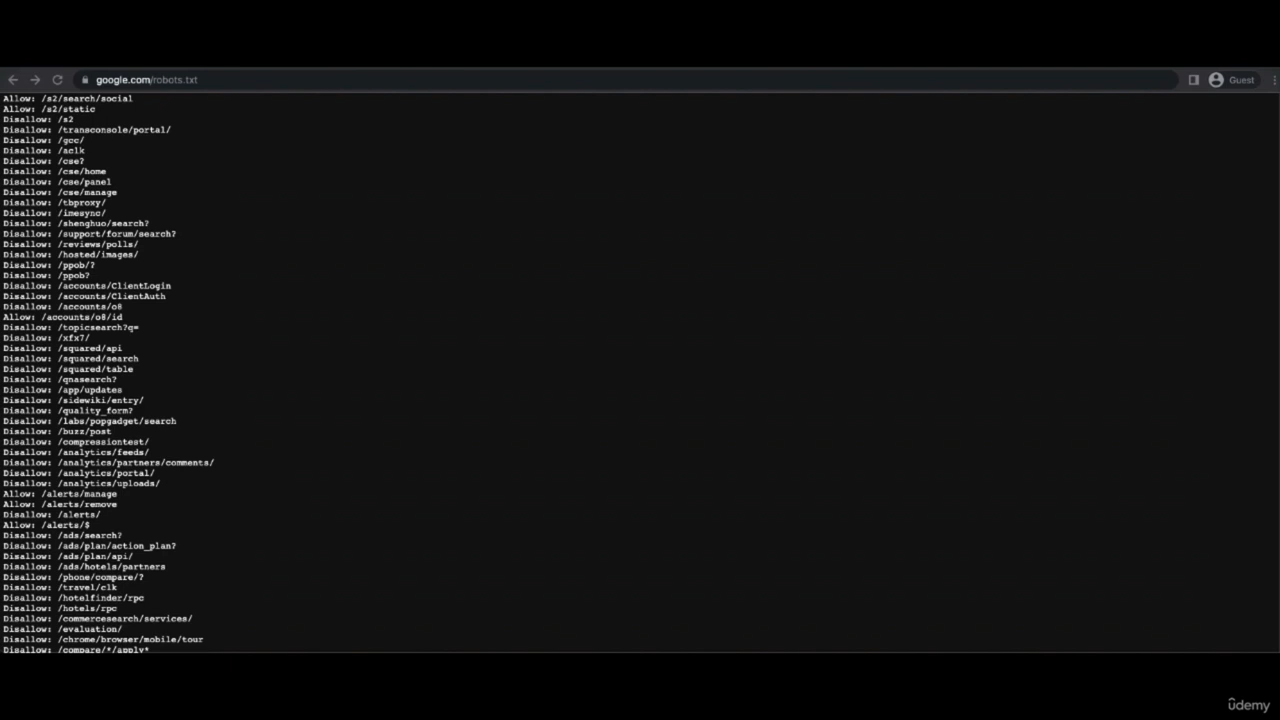 google.com/robots.txt
Guest
Allow: /s2/search/social
Allow: /s2/static
Disallow: /s2
Disallow: /transconsole/portal/
Disallow: /gcc/
Disallow: /aclk
Disallow: /cse?
Disallow: /cse/home
Disallow: /cse/panel
Disallow: /cse/manage
Disallow: /tbproxy/
Disallow: /imesync/
Disallow: /shenghuo/search?
Disallow: /support/forum/search?
Disallow: /reviews/polls/
Disallow: /hosted/images/
Disallow: /ppob/?
Disallow: /ppob?
Disallow: /accounts/ClientLogin
Disallow: /accounts/ClientAuth
Disallow: /accounts/o8
Allow: /accounts/o8/id
Disallow: /topicsearch?q=
Disallow: /xfx7/
Disallow: /squared/api
Disallow: /squared/search
Disallow: /squared/table
Disallow: /qnasearch?
Disallow: /app/updates
Disallow: /sidewiki/entry/
Disallow: /quality_form?
Disallow: /labs/popgadget/search
Disallow: /buzz/post
Disallow: /compressiontest/
Disallow: /analytics/feeds/
Disallow: /analytics/partners/comments/
Disallow: /analytics/portal/
Disallow: /analytics/uploads/
Allow: /alerts/manage
Allow: /alerts/remove
Disallow: /alerts/
Allow: /alerts/$
Disallow: /ads/search?
Disallow: /ads/plan/action_plan?
Disallow: /ads/plan/api/
Disallow: /ads/hotels/partners
Disallow: /phone/compare/?
Disallow: /travel/clk
Disallow: /hotelfinder/rpc
Disallow: /hotels/rpc
Disallow: /commercesearch/services/
Disallow: /evaluation/
Disallow: /chrome/browser/mobile/tour
Disallow: /compare/*/apply*
ûdemy